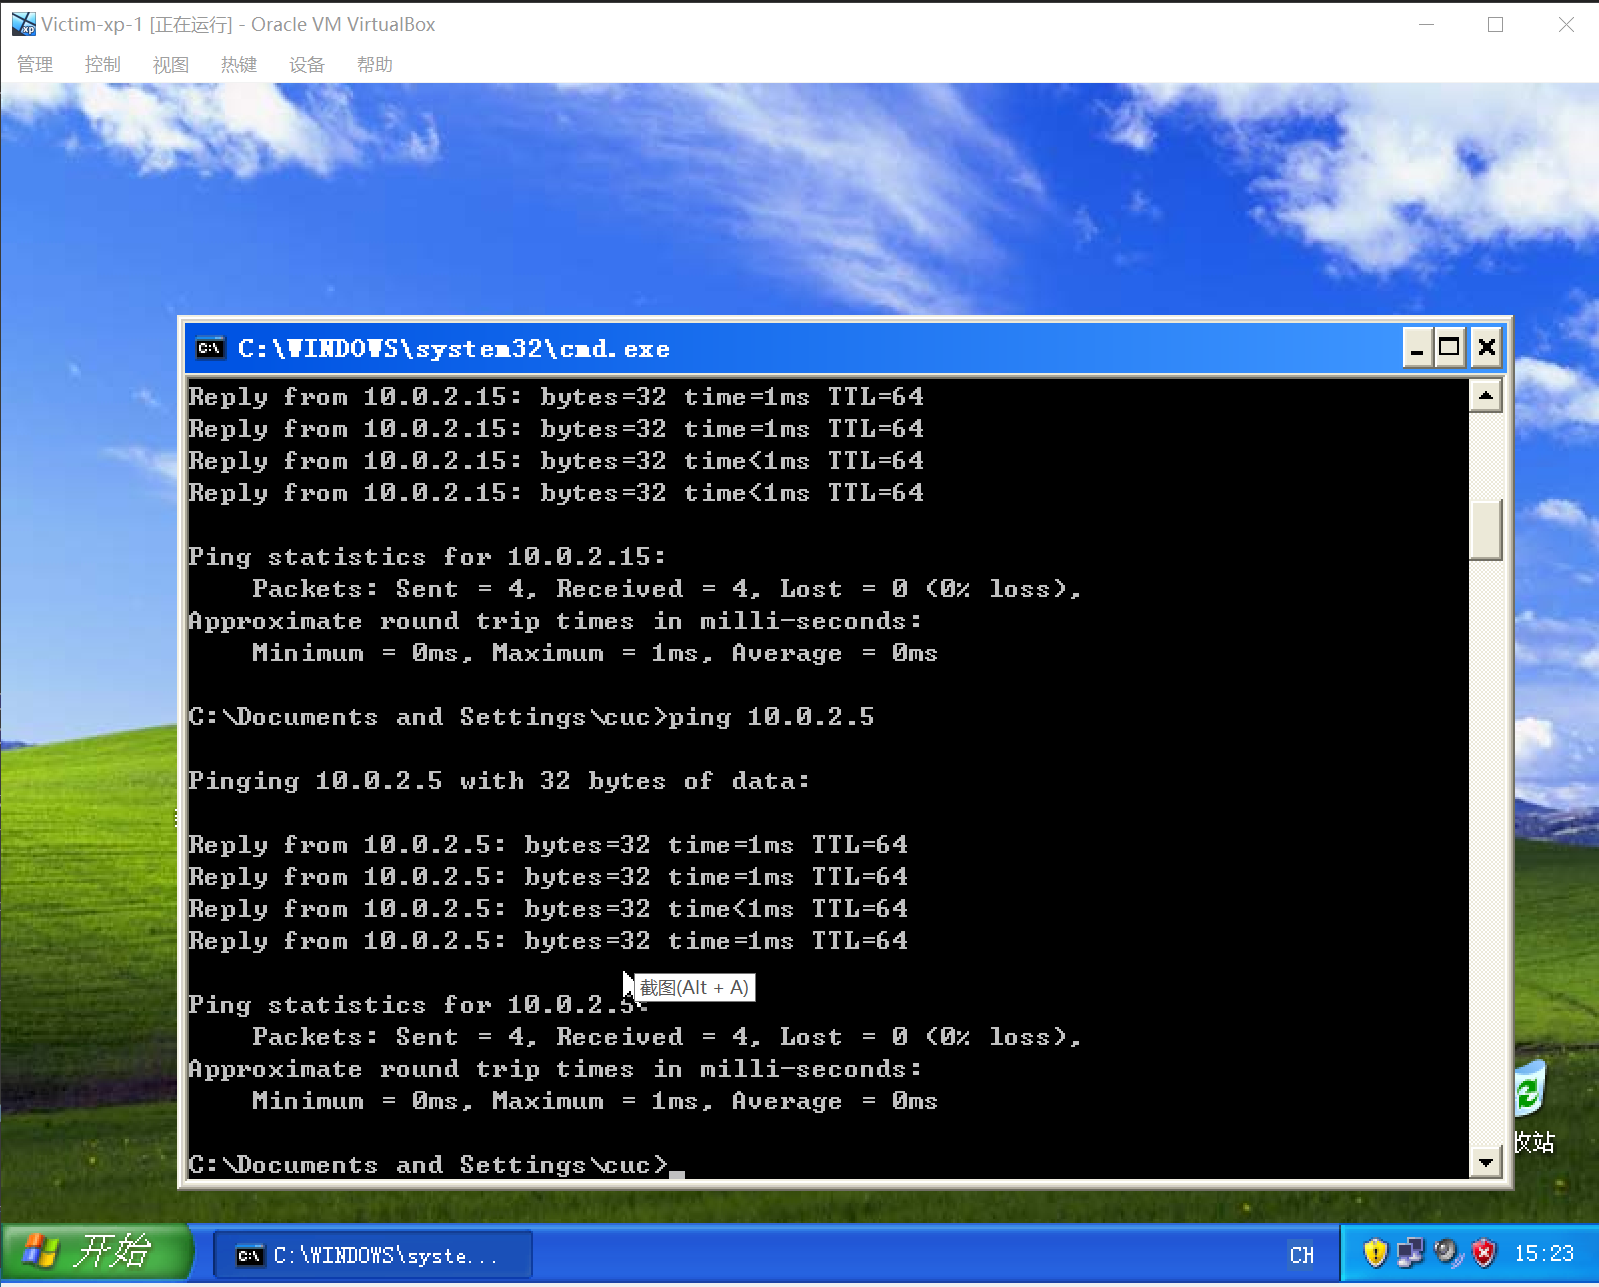 Victim-xp-1 [正在运行] - Oracle VM VirtualBox
管理 控制 视图 热键 设备 帮助
C:\WINDOWS\system32\cmd.exe
Reply from 10.0.2.15: bytes=32 time=1ms TTL=64
Reply from 10.0.2.15: bytes=32 time=1ms TTL=64
Reply from 10.0.2.15: bytes=32 time<1ms TTL=64
Reply from 10.0.2.15: bytes=32 time<1ms TTL=64
Ping statistics for 10.0.2.15:
Packets: Sent = 4, Received = 4, Lost = 0 (0% loss),
Approximate round trip times in milli-seconds:
Minimum = 0ms, Maximum = 1ms, Average = 0ms
C:\Documents and Settings\cuc>ping 10.0.2.5
Pinging 10.0.2.5 with 32 bytes of data:
Reply from 10.0.2.5: bytes=32 time=1ms TTL=64
Reply from 10.0.2.5: bytes=32 time=1ms TTL=64
Reply from 10.0.2.5: bytes=32 time<1ms TTL=64
Reply from 10.0.2.5: bytes=32 time=1ms TTL=64
截图(Alt + A)
Ping statistics for 10.0.2.5:
Packets: Sent = 4, Received = 4, Lost = 0 (0% loss),
Approximate round trip times in milli-seconds:
Minimum = 0ms, Maximum = 1ms, Average = 0ms
C:\Documents and Settings\cuc>_
收站
开始 C:\WINDOWS\syste... CH 15:23